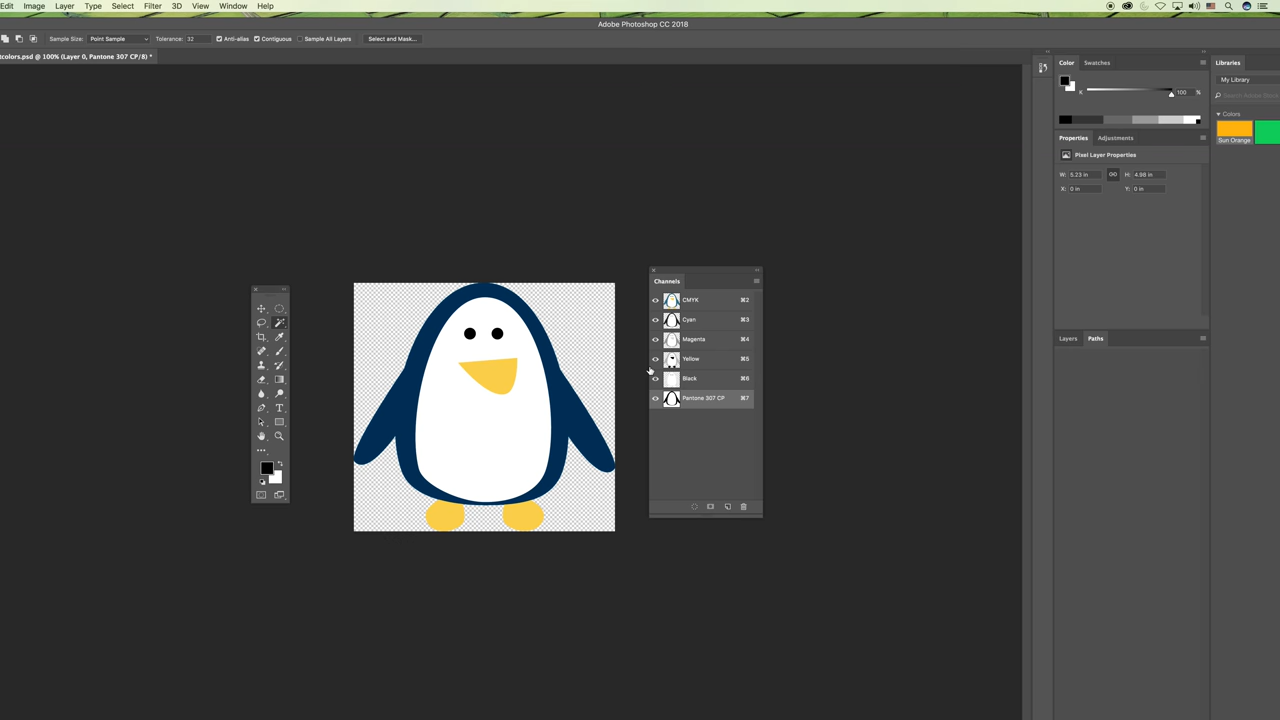 Edit Image Layer Type Select Filter 3D View Window Help
Adobe Photoshop CC 2018
Sample Size: Point Sample Tolerance: 32 Anti-alias Contiguous Sample All Layers Select and Mask...
tcolors.psd @ 100% (Layer 0, Pantone 307 CP/8) *
Color Swatches
K 100 %
Properties Adjustments
Pixel Layer Properties
W: 5.23 in H: 4.98 in
X: 0 in Y: 0 in
Layers Paths
Libraries
My Library
Search Adobe Stock
Colors
Sun Orange
Channels
CMYK ⌘2
Cyan ⌘3
Magenta ⌘4
Yellow ⌘5
Black ⌘6
Pantone 307 CP ⌘7